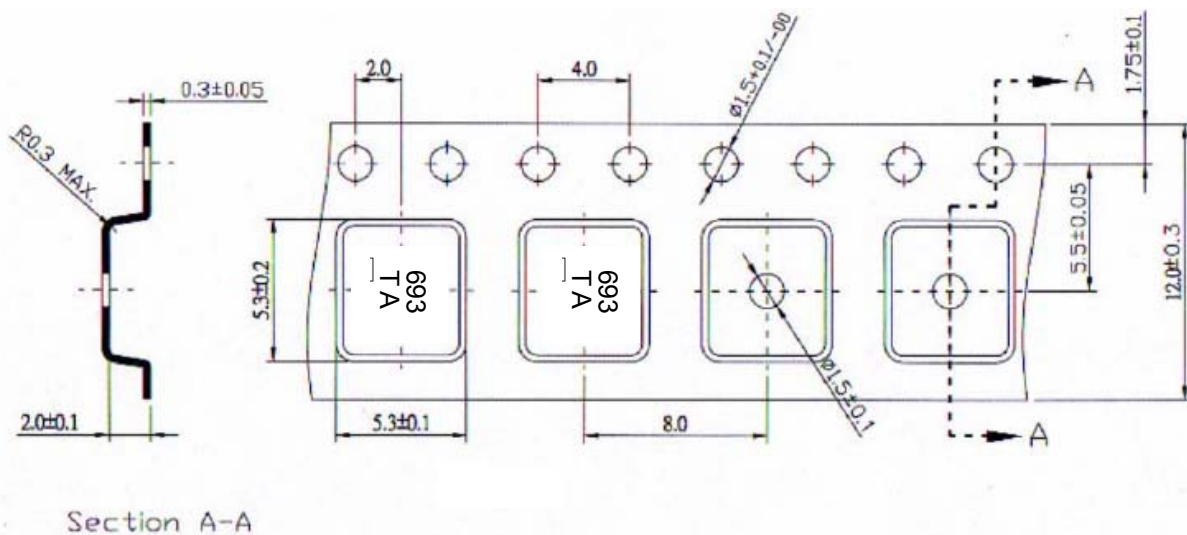 2.0
4.0
Ø1.5+0.1/-00
A
1.75±0.1
0.3±0.05
R0.3 MAX.
5.3±0.2
693
TA
693
TA
5.5±0.05
12.0±0.3
Ø1.5±0.1
2.0±0.1
5.3±0.1
8.0
A
Section A-A